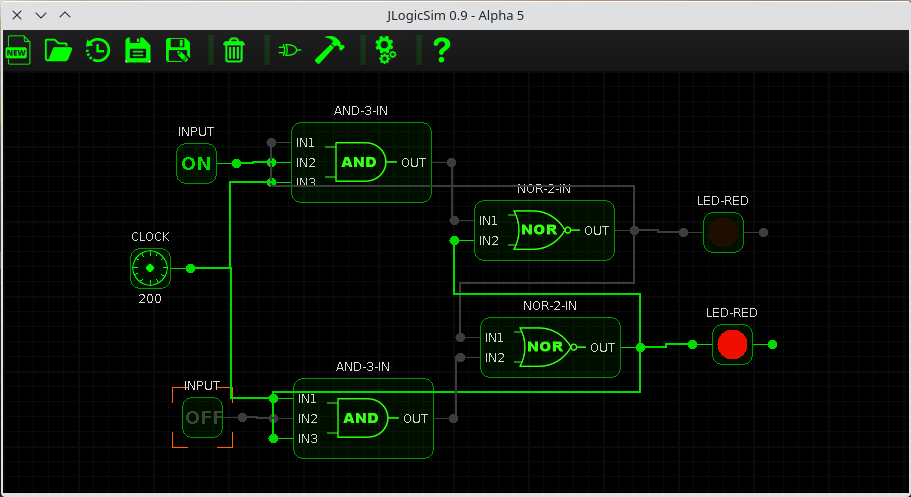 JLogicSim 0.9 - Alpha 5
NEW
?
AND-3-IN
INPUT
ON
IN1
IN2
IN3
AND
OUT
NOR-2-IN
IN1
IN2
NOR
OUT
LED-RED
CLOCK
200
NOR-2-IN
IN1
IN2
NOR
OUT
LED-RED
AND-3-IN
INPUT
OFF
IN1
IN2
IN3
AND
OUT